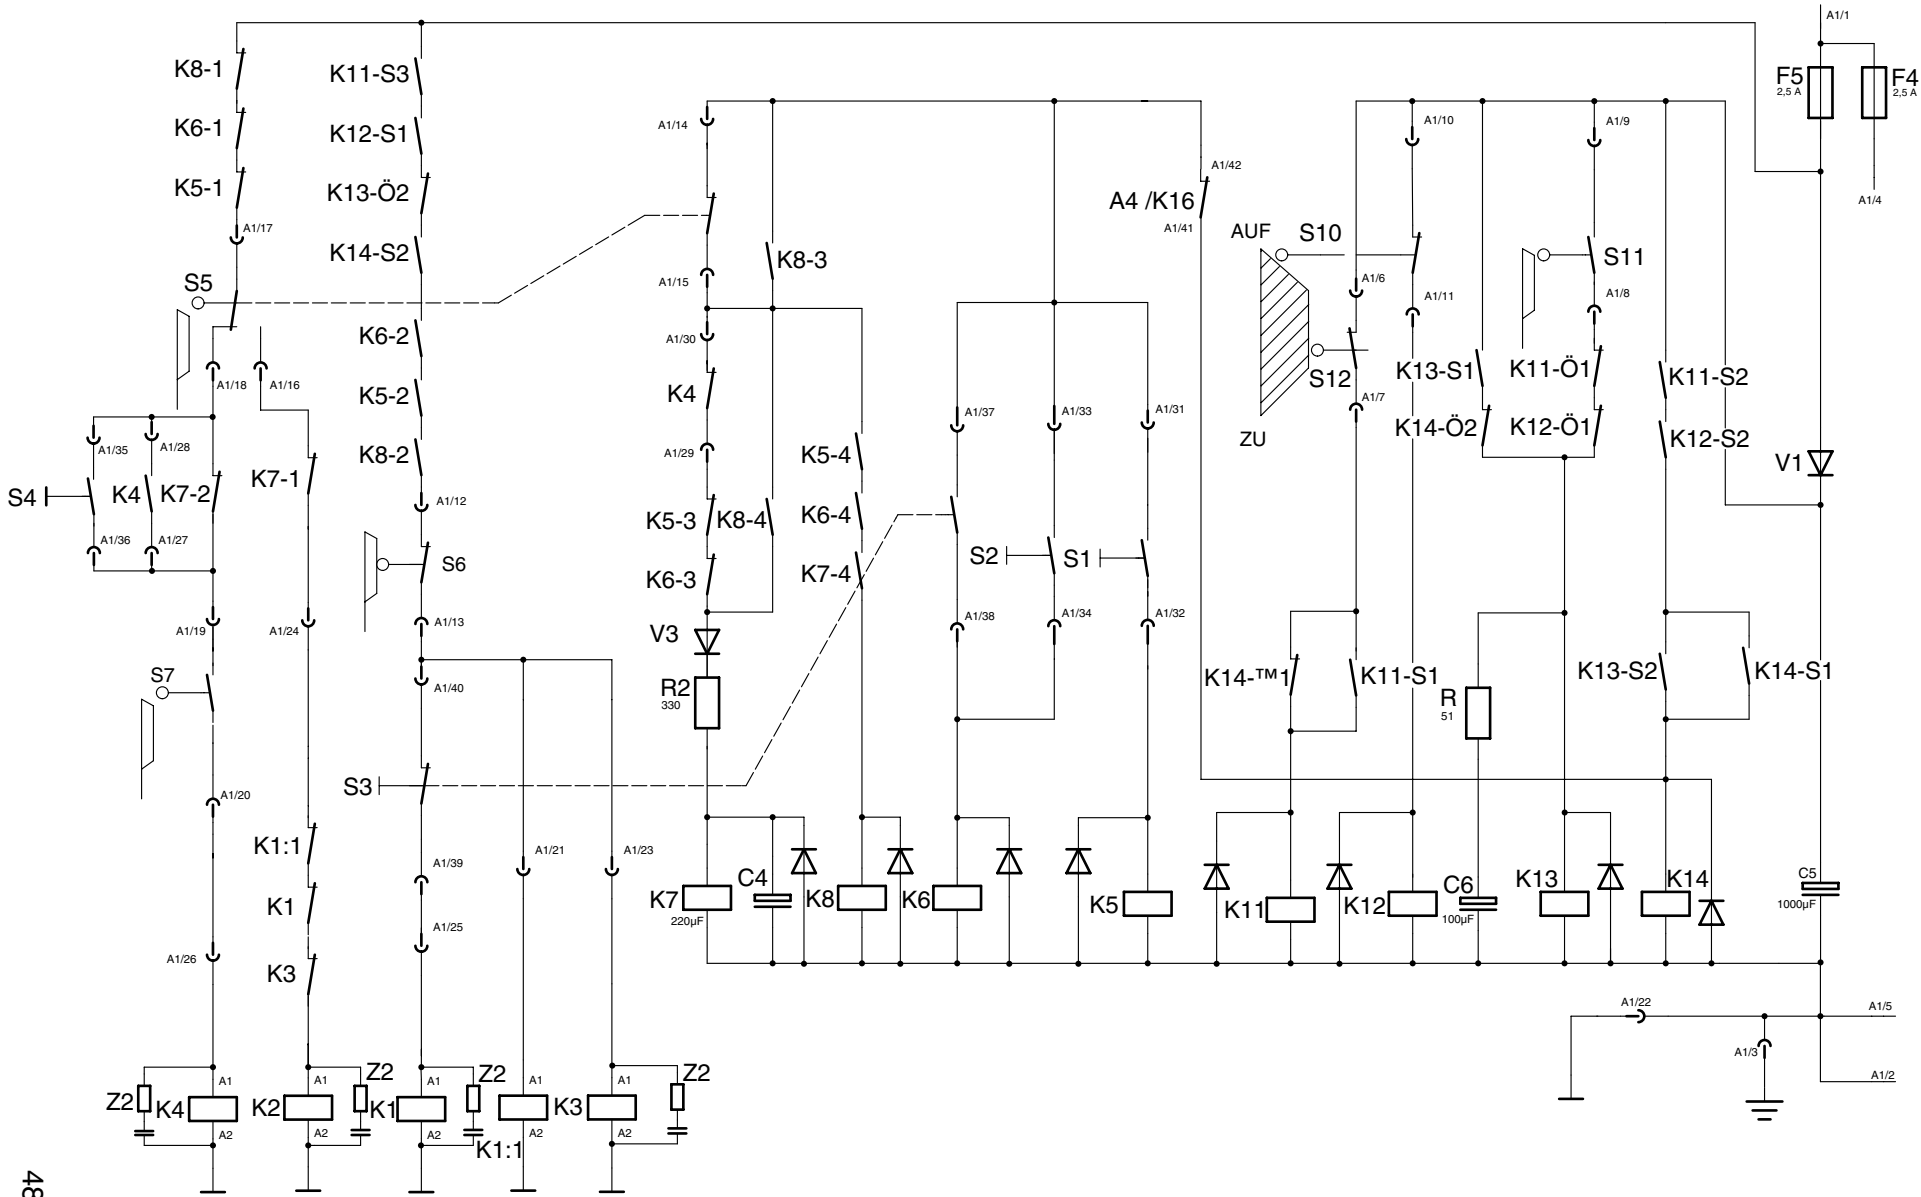 A1/1
K8-1
K11-S3
F5
2,5 A
F4
2,5 A
K6-1
K12-S1
A1/14
A1/10
A1/9
K5-1
K13-Ö2
A1/42
A4 /K16
A1/4
A1/17
A1/41
AUF
S10
K14-S2
K8-3
S11
S5
A1/15
A1/6
A1/11
A1/8
K6-2
A1/30
A1/18
A1/16
K4
S12
K13-S1
K11-Ö1
K11-S2
K5-2
A1/37
A1/33
A1/31
A1/7
A1/35
A1/28
K8-2
A1/29
K5-4
ZU
K14-Ö2
K12-Ö1
K12-S2
V1
S4
K4
K7-2
K7-1
A1/12
K5-3
K8-4
K6-4
A1/36
A1/27
S6
K6-3
K7-4
S2
S1
A1/19
A1/24
A1/13
V3
A1/38
A1/34
A1/32
S7
A1/40
R2
330
K14-™1
K11-S1
R
51
K13-S2
K14-S1
S3
A1/20
K1:1
A1/39
A1/21
A1/23
K7
220µF
C4
K8
K6
K5
K11
K12
C6
100µF
K13
K14
C5
1000µF
K1
A1/25
A1/26
K3
A1/22
A1/5
A1/3
A1/2
Z2
K4
A1
A2
K2
A1
A2
Z2
K1
A1
A2
Z2
K1:1
A1
A2
K3
A1
A2
Z2
48